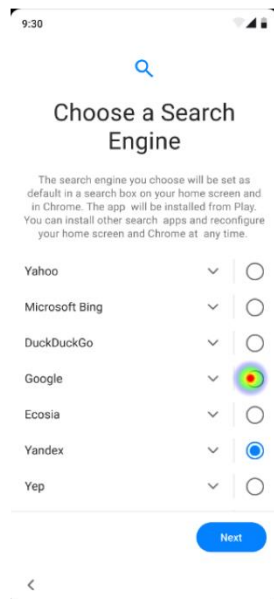 9:30
Choose a Search
Engine
The search engine you choose will be set as
default in a search box on your home screen and
in Chrome. The app will be installed from Play.
You can install other search apps and reconfigure
your home screen and Chrome at any time.
Yahoo
Microsoft Bing
DuckDuckGo
Google
Ecosia
Yandex
Yep
Next